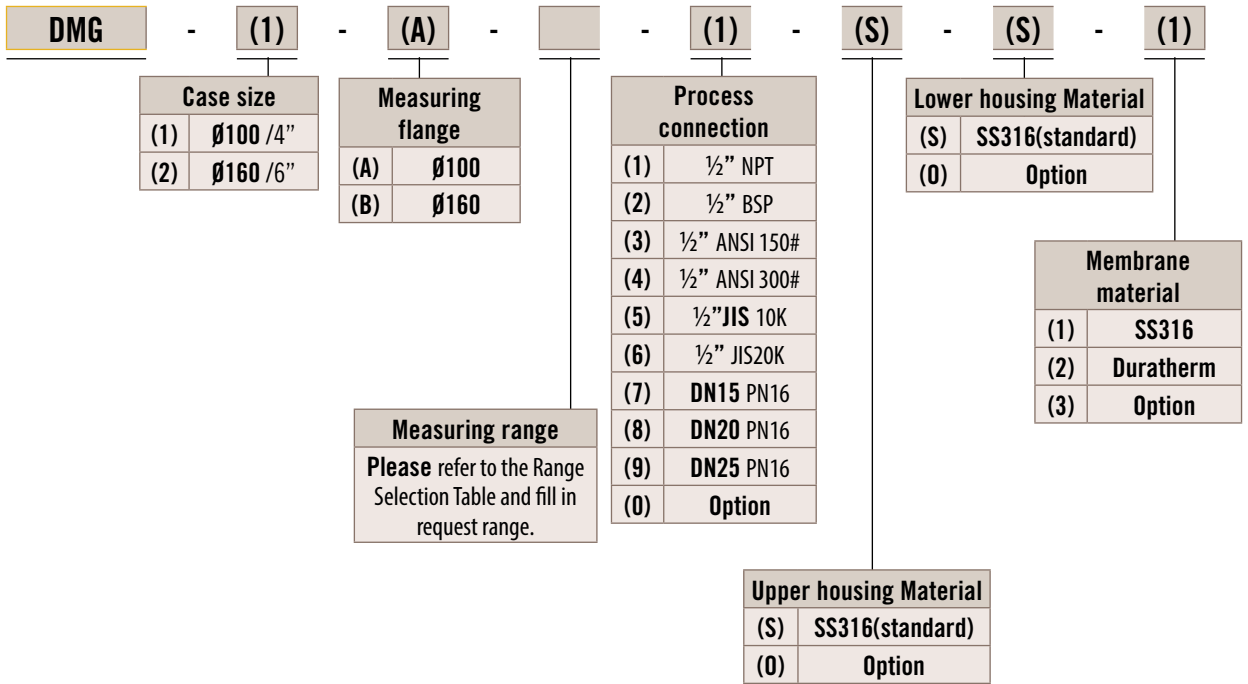 DMG - (1) - (A) - - (1) - (S) - (S) - (1)
Case size
(1) Ø100 /4”
(2) Ø160 /6”
Measuring
flange
(A) Ø100
(B) Ø160
Measuring range
Please refer to the Range
Selection Table and fill in
request range.
Process
connection
(1) ½” NPT
(2) ½” BSP
(3) ½” ANSI 150#
(4) ½” ANSI 300#
(5) ½”JIS 10K
(6) ½” JIS20K
(7) DN15 PN16
(8) DN20 PN16
(9) DN25 PN16
(0) Option
Upper housing Material
(S) SS316(standard)
(0) Option
Lower housing Material
(S) SS316(standard)
(0) Option
Membrane
material
(1) SS316
(2) Duratherm
(3) Option